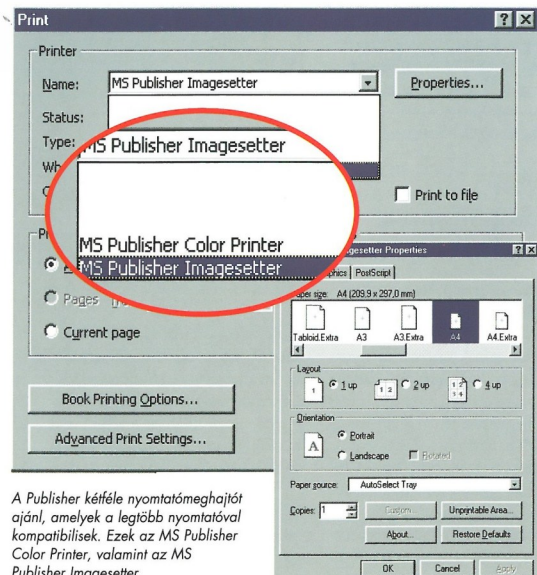 Print
Printer
Name: MS Publisher Imagesetter Properties...
Status:
Type: MS Publisher Imagesetter
Print to file
MS Publisher Color Printer
MS Publisher Imagesetter
Pages
Current page
Book Printing Options...
Advanced Print Settings...
Imagesetter Properties
PostScript
Paper size: A4 (209,9 x 297,0 mm)
Tabloid.Extra A3 A3.Extra A4 A4.Extra
Layout
1 up 2 up 4 up
Orientation
A Portrait
Landscape Rotated
Paper source: AutoSelect Tray
Copies: 1 Custom... Unprintable Area...
About... Restore Defaults
OK Cancel Apply
A Publisher kétféle nyomtatómeghajtót
ajánl, amelyek a legtöbb nyomtatóval
kompatibilisek. Ezek az MS Publisher
Color Printer, valamint az MS
Publisher Imagesetter